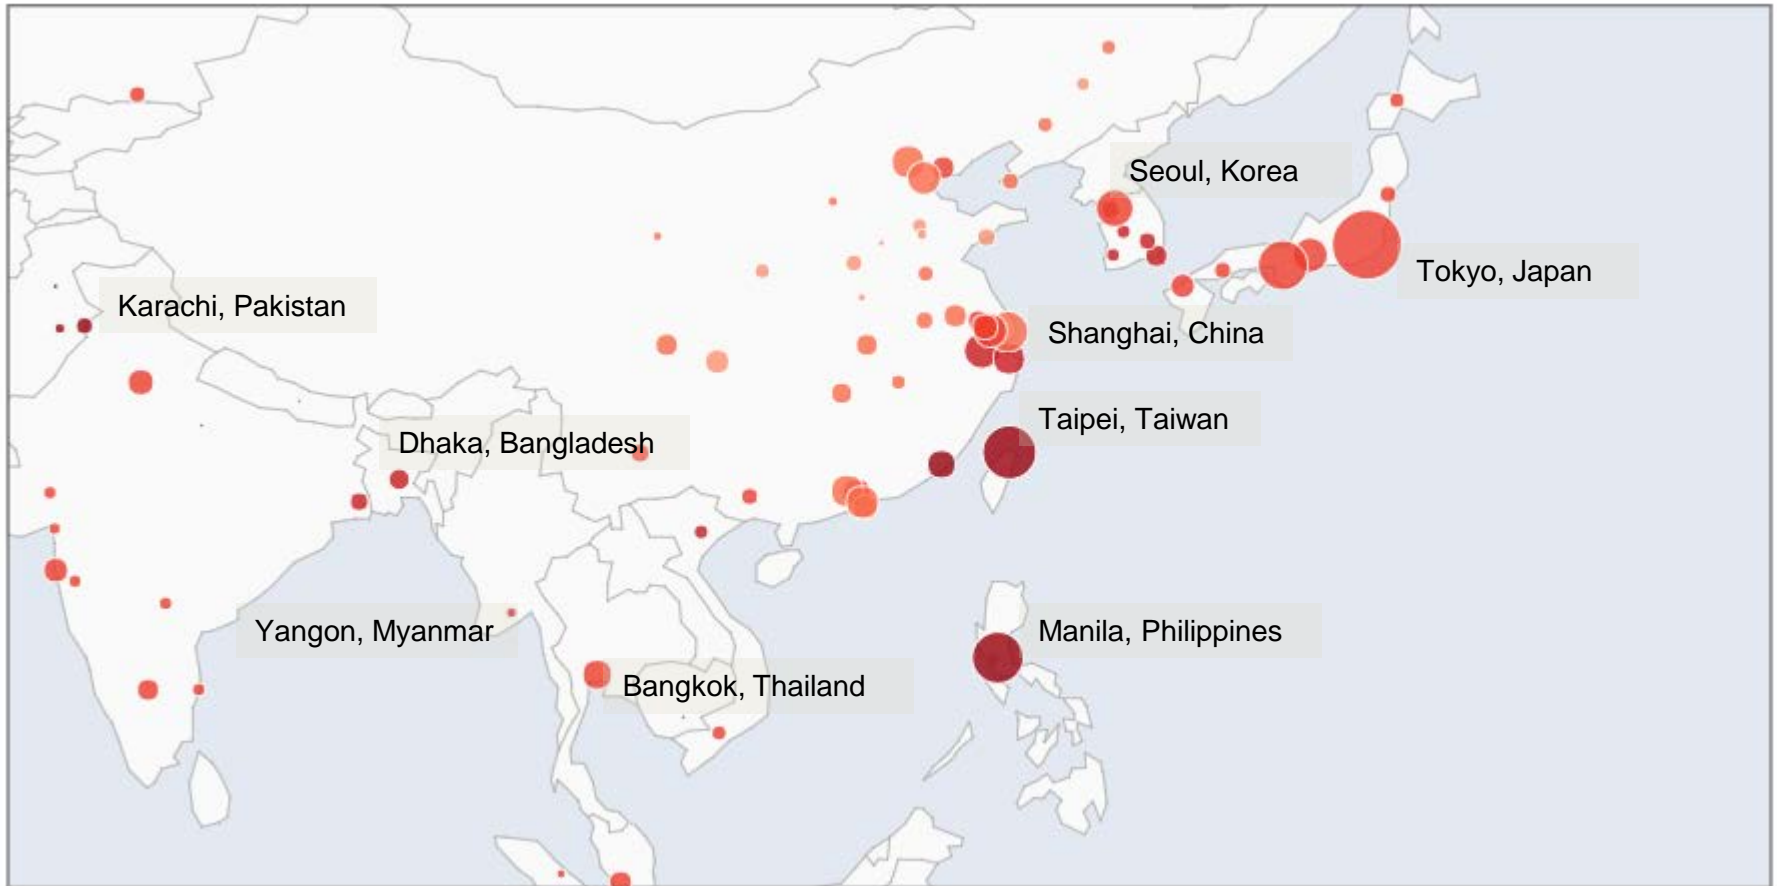 Seoul, Korea
Tokyo, Japan
Karachi, Pakistan
Shanghai, China
Taipei, Taiwan
Dhaka, Bangladesh
Yangon, Myanmar
Manila, Philippines
Bangkok, Thailand